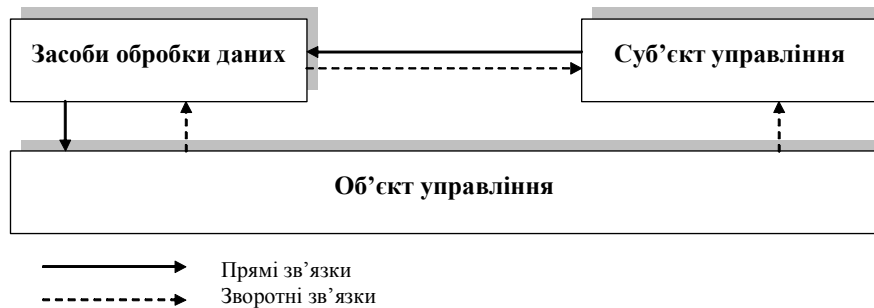 Засоби обробки даних
Суб’єкт управління
Об’єкт управління
Прямі зв’язки
Зворотні зв’язки